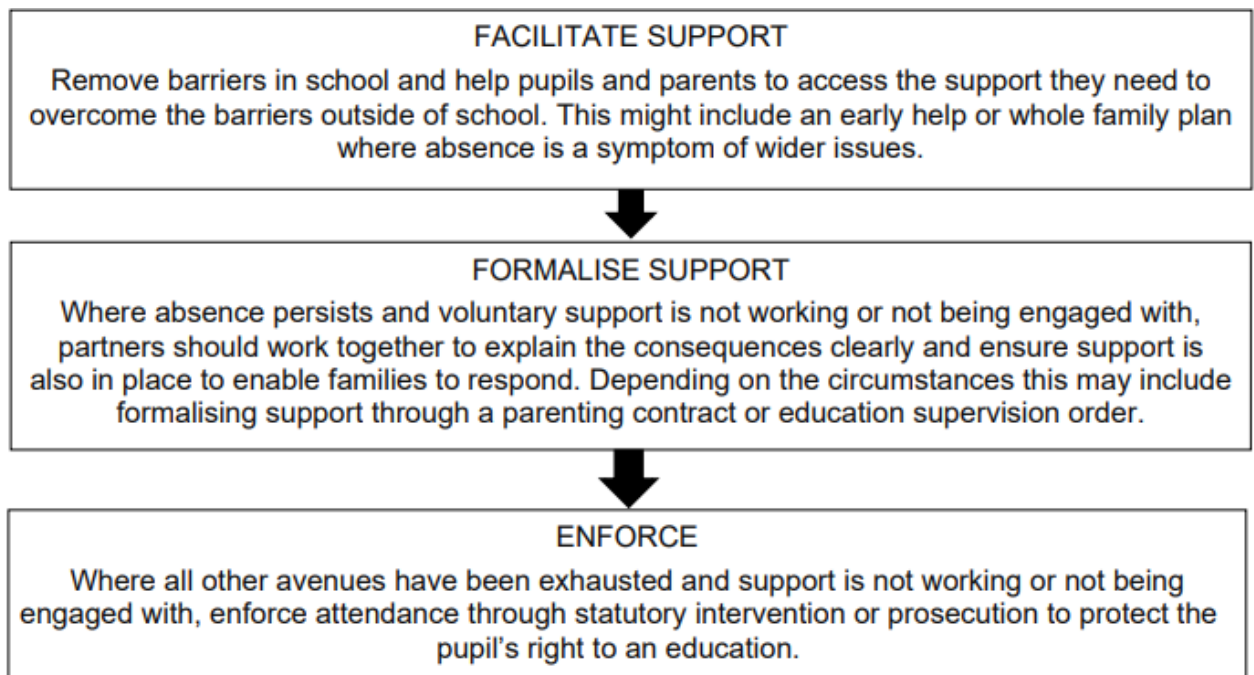 FACILITATE SUPPORT
Remove barriers in school and help pupils and parents to access the support they need to
overcome the barriers outside of school. This might include an early help or whole family plan
where absence is a symptom of wider issues.
FORMALISE SUPPORT
Where absence persists and voluntary support is not working or not being engaged with,
partners should work together to explain the consequences clearly and ensure support is
also in place to enable families to respond. Depending on the circumstances this may include
formalising support through a parenting contract or education supervision order.
ENFORCE
Where all other avenues have been exhausted and support is not working or not being
engaged with, enforce attendance through statutory intervention or prosecution to protect the
pupil’s right to an education.